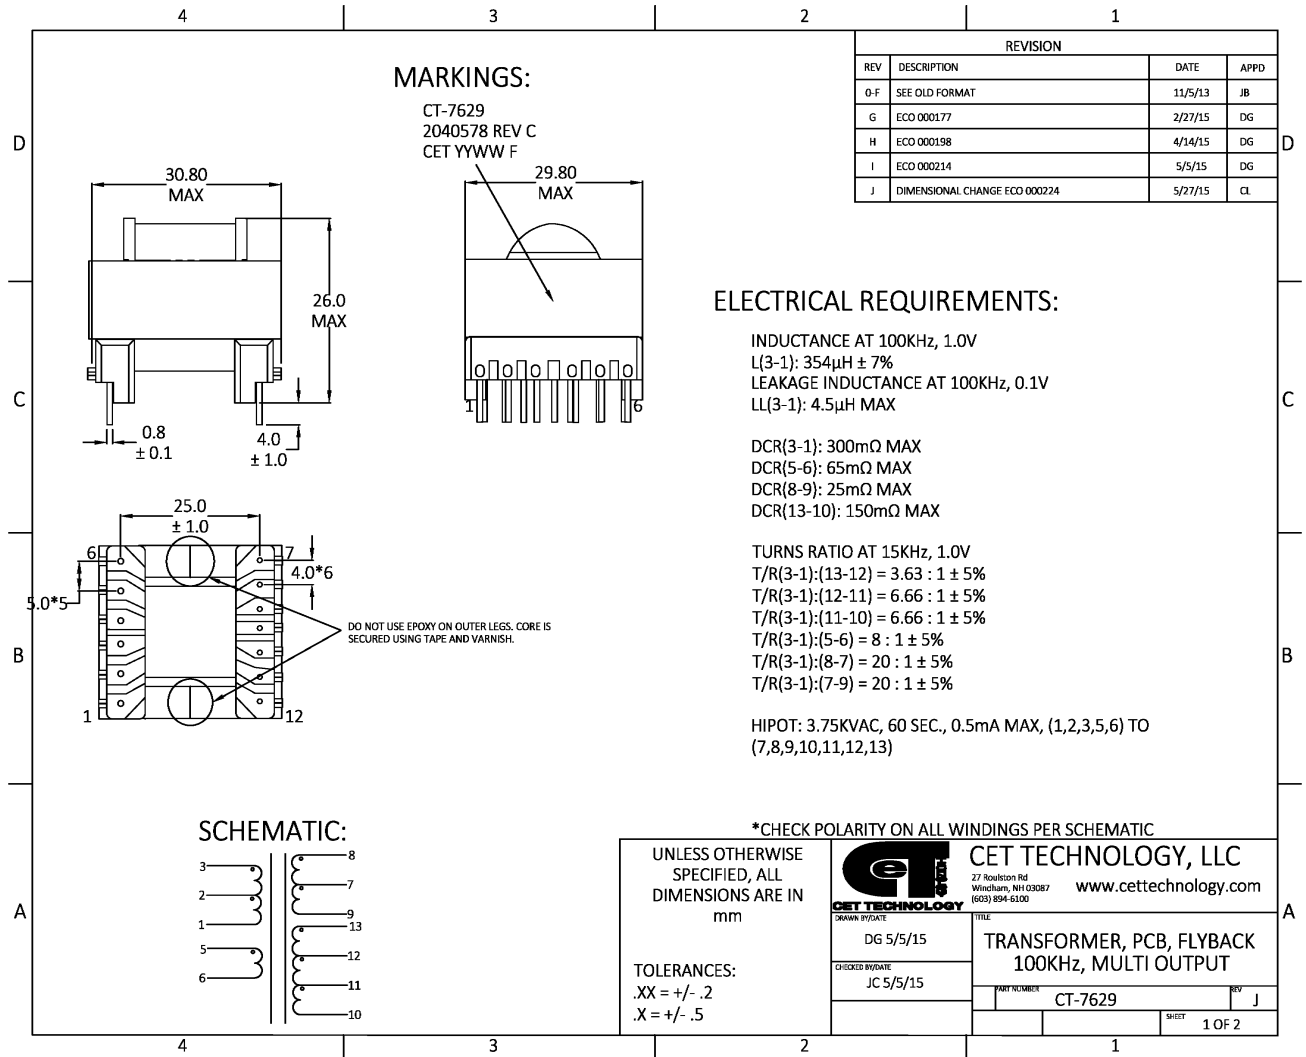 4 3 2 1
D
C
B
A
D
C
B
A
MARKINGS:
CT-7629
2040578 REV C
CET YYWW F
REVISION
REV DESCRIPTION DATE APPD
0-F SEE OLD FORMAT 11/5/13 JB
G ECO 000177 2/27/15 DG
H ECO 000198 4/14/15 DG
I ECO 000214 5/5/15 DG
J DIMENSIONAL CHANGE ECO 000224 5/27/15 CL
30.80
MAX
29.80
MAX
26.0
MAX
0.8
± 0.1
4.0
± 1.0
1 6
25.0
± 1.0
6 7
4.0*6
5.0*5
1 12
DO NOT USE EPOXY ON OUTER LEGS. CORE IS
SECURED USING TAPE AND VARNISH.
ELECTRICAL REQUIREMENTS:
INDUCTANCE AT 100KHz, 1.0V
L(3-1): 354µH ± 7%
LEAKAGE INDUCTANCE AT 100KHz, 0.1V
LL(3-1): 4.5µH MAX
DCR(3-1): 300mΩ MAX
DCR(5-6): 65mΩ MAX
DCR(8-9): 25mΩ MAX
DCR(13-10): 150mΩ MAX
TURNS RATIO AT 15KHz, 1.0V
T/R(3-1):(13-12) = 3.63 : 1 ± 5%
T/R(3-1):(12-11) = 6.66 : 1 ± 5%
T/R(3-1):(11-10) = 6.66 : 1 ± 5%
T/R(3-1):(5-6) = 8 : 1 ± 5%
T/R(3-1):(8-7) = 20 : 1 ± 5%
T/R(3-1):(7-9) = 20 : 1 ± 5%
HIPOT: 3.75KVAC, 60 SEC., 0.5mA MAX, (1,2,3,5,6) TO
(7,8,9,10,11,12,13)
*CHECK POLARITY ON ALL WINDINGS PER SCHEMATIC
SCHEMATIC:
3
2
1
5
6
8
7
9
13
12
11
10
UNLESS OTHERWISE
SPECIFIED, ALL
DIMENSIONS ARE IN
mm
TOLERANCES:
.XX = +/- .2
.X = +/- .5
CeT
CET TECHNOLOGY
CET TECHNOLOGY, LLC
27 Roulston Rd
Windham, NH 03087
(603) 894-6100
www.cettechnology.com
DRAWN BY/DATE
DG 5/5/15
CHECKED BY/DATE
JC 5/5/15
TITLE
TRANSFORMER, PCB, FLYBACK
100KHz, MULTI OUTPUT
PART NUMBER
CT-7629
REV
J
SHEET
1 OF 2
4 3 2 1